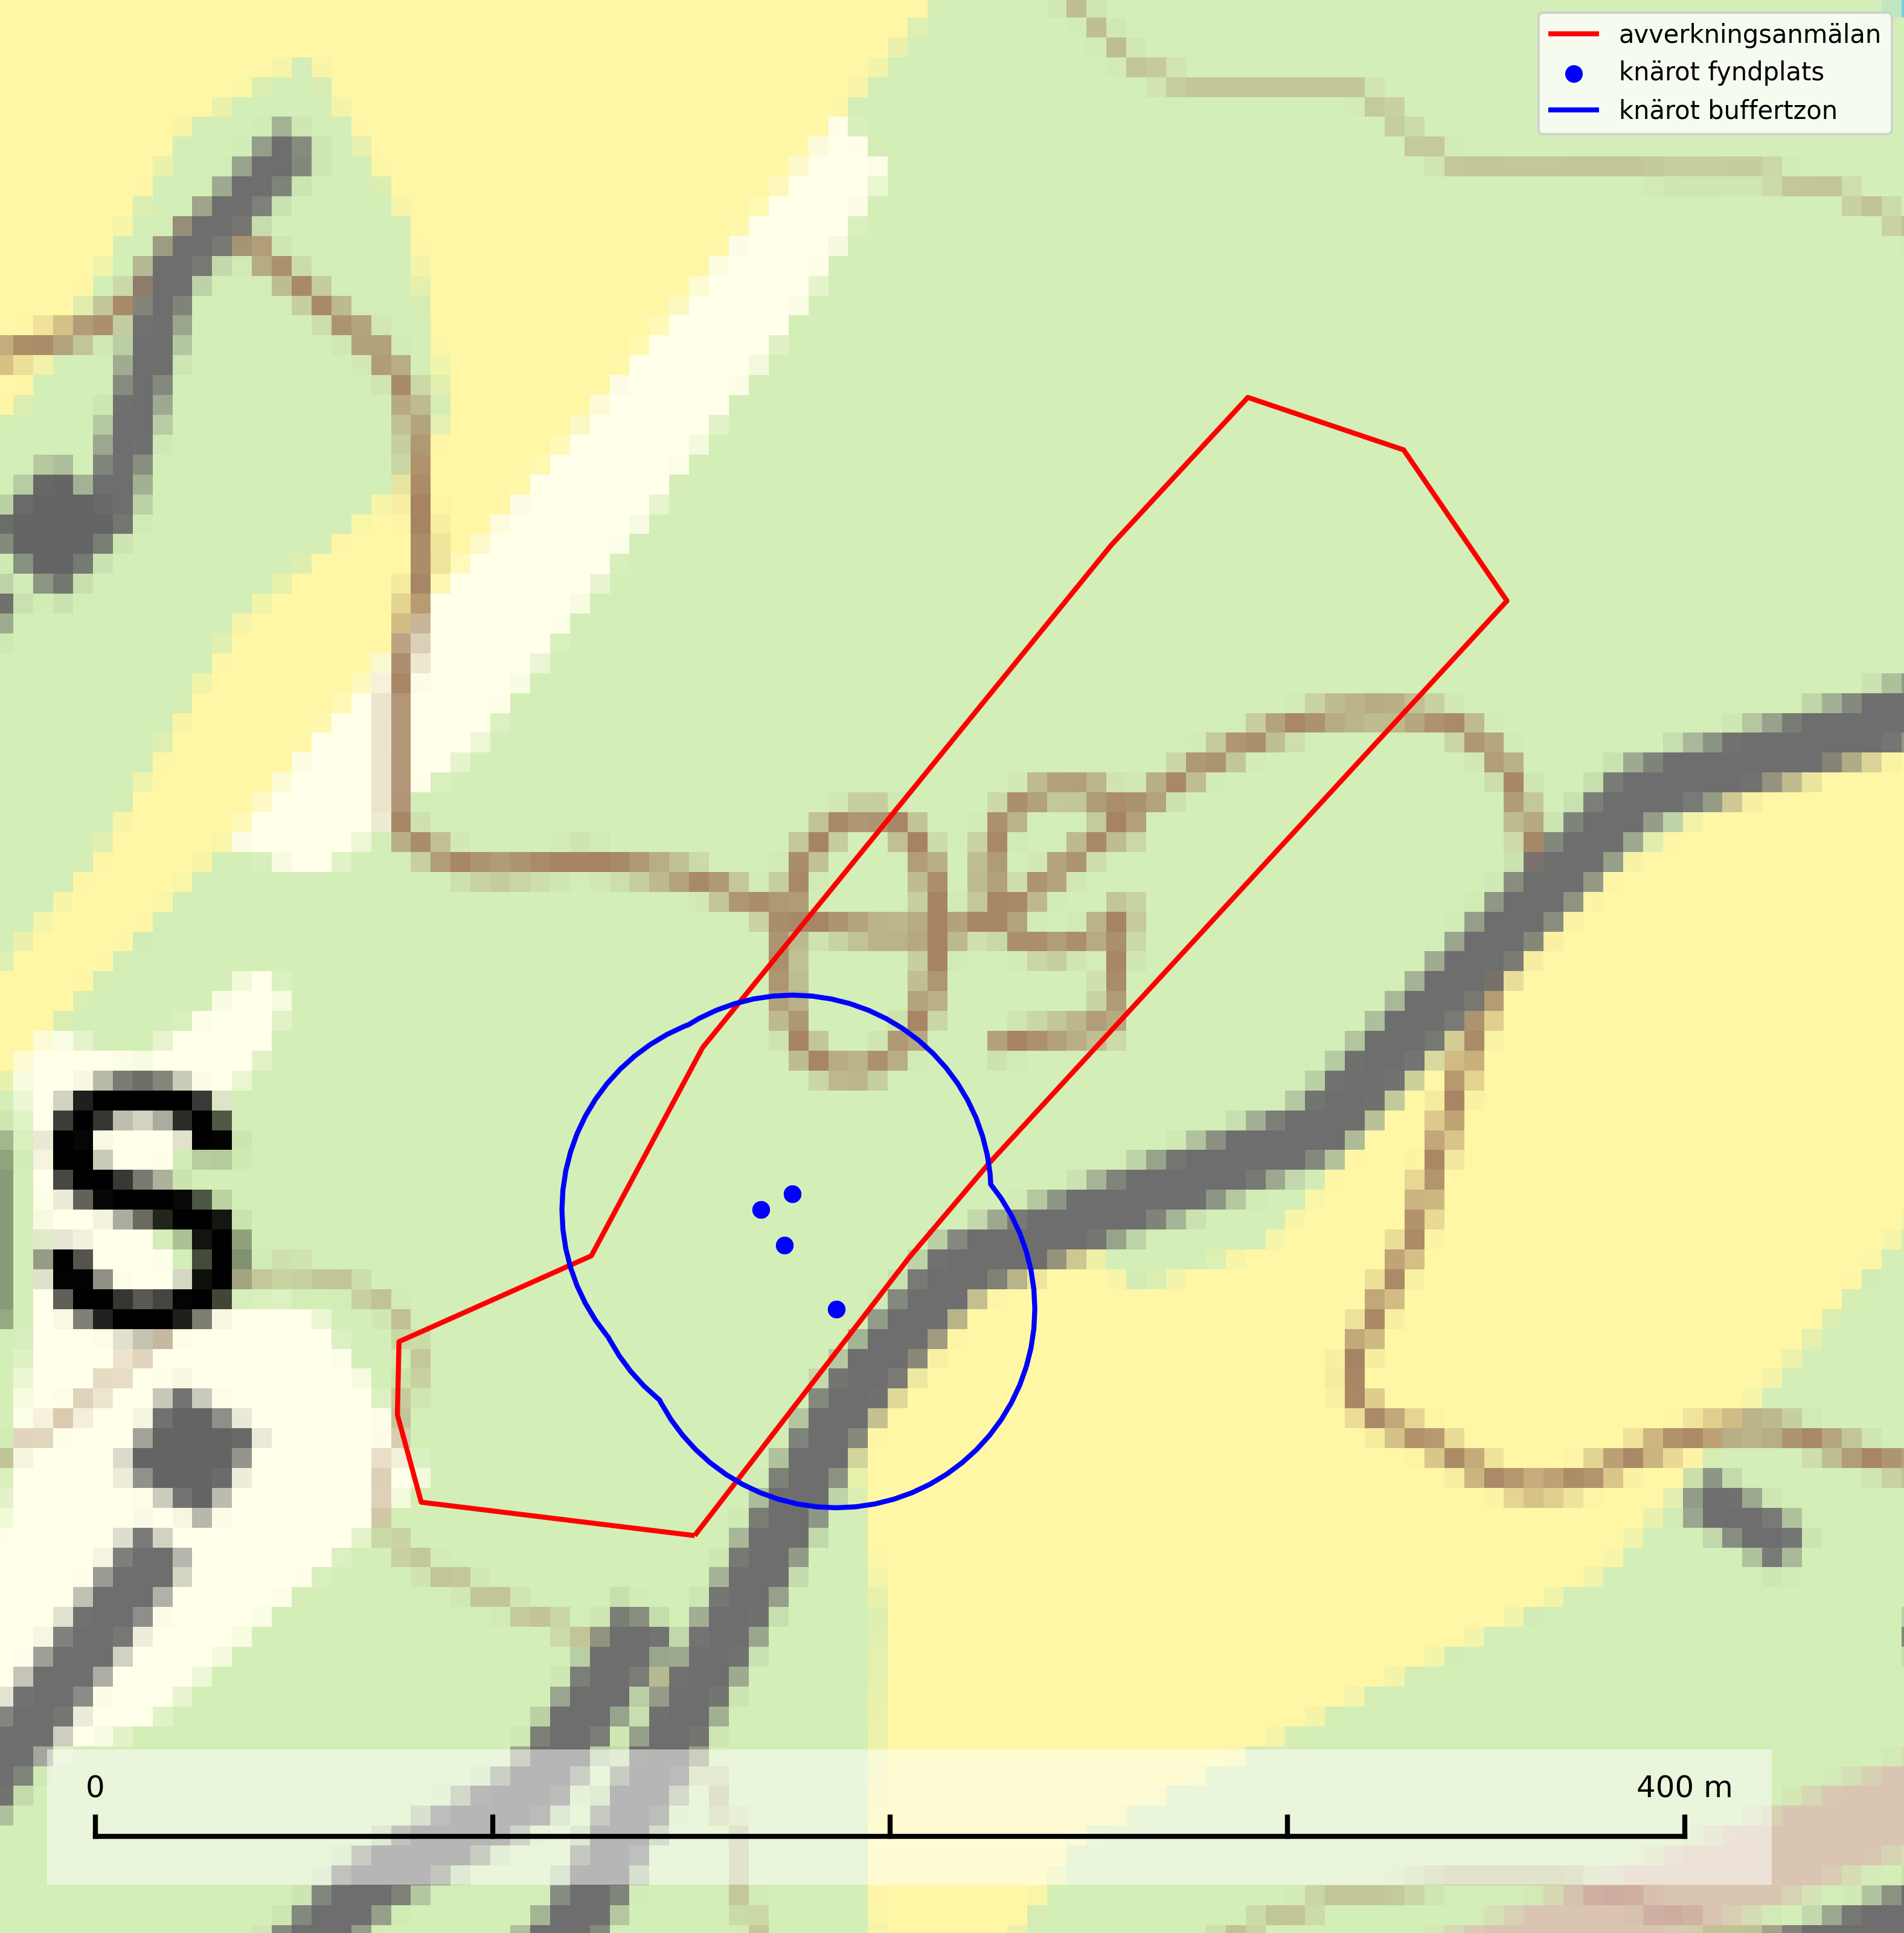 avverkningsanmälan
knärot fyndplats
knärot buffertzon
S
0 400 m